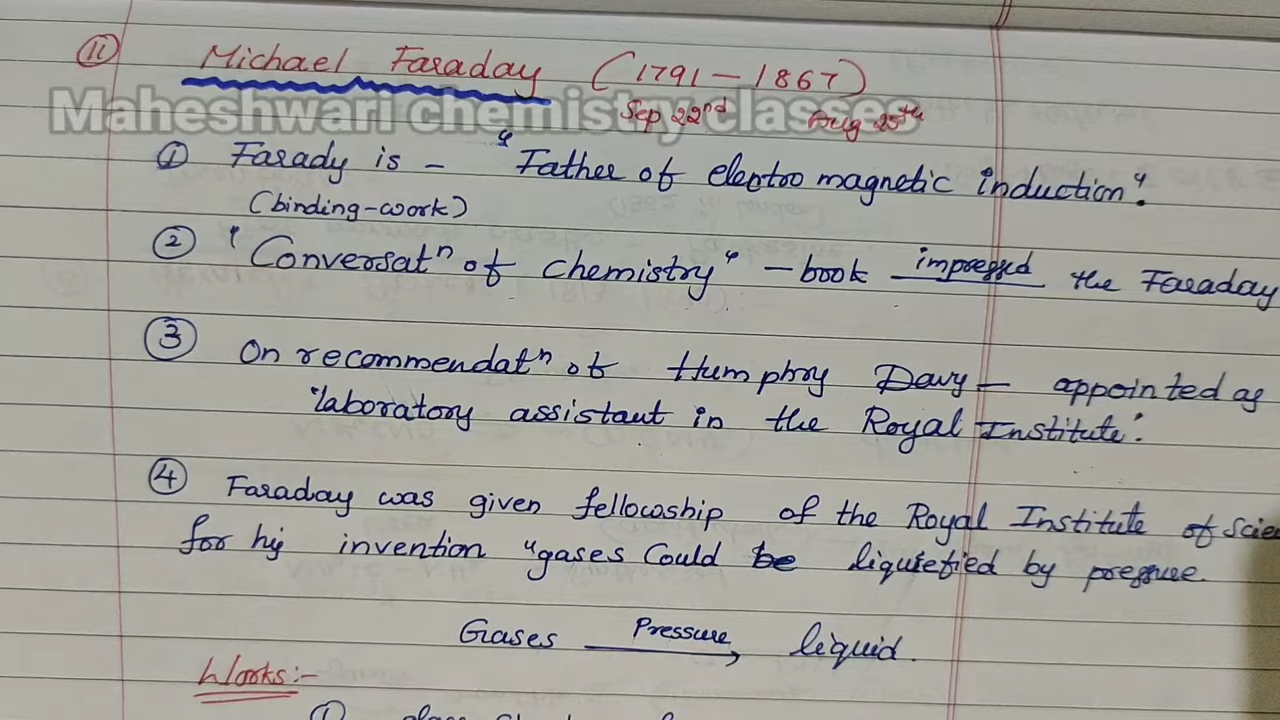 11 Michael Faraday (1791 - 1867)
Maheshwari chemistry classes
Sep 22nd Aug 25th
① Farady is - "Father of electro magnetic induction".
(binding-work)
② "Conversatⁿ of Chemistry" - book impressed the Faraday
③ On recommendatⁿ of Humphry Davy - appointed as
"laboratory assistant in the Royal Institute".
④ Faraday was given fellowship of the Royal Institute of Scie
for his invention "gases Could be liquiefied by pressure.
Gases Pressure → liquid.
Works:-
①